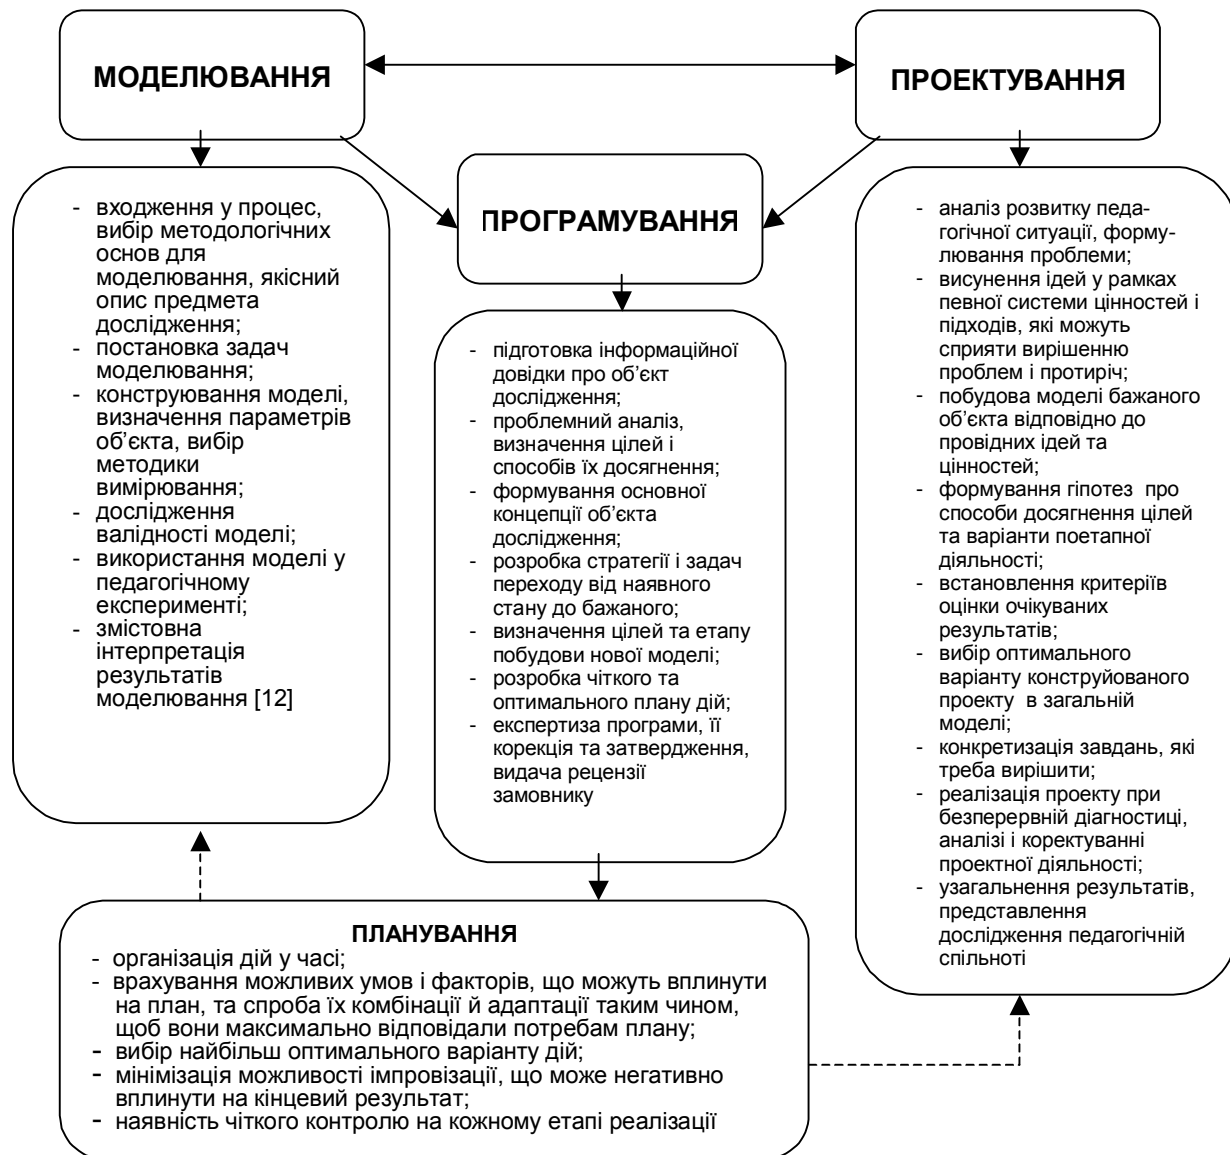 МОДЕЛЮВАННЯ
ПРОЕКТУВАННЯ
ПРОГРАМУВАННЯ
- входження у процес,
вибір методологічних
основ для
моделювання, якісний
опис предмета
дослідження;
- постановка задач
моделювання;
- конструювання моделі,
визначення параметрів
об’єкта, вибір
методики
вимірювання;
- дослідження
валідності моделі;
- використання моделі у
педагогічному
експерименті;
- змістовна
інтерпретація
результатів
моделювання [12]
- підготовка інформаційної
довідки про об’єкт
дослідження;
- проблемний аналіз,
визначення цілей і
способів їх досягнення;
- формування основної
концепції об’єкта
дослідження;
- розробка стратегії і задач
переходу від наявного
стану до бажаного;
- визначення цілей та етапу
побудови нової моделі;
- розробка чіткого та
оптимального плану дій;
- експертиза програми, її
корекція та затвердження,
видача рецензії
замовнику
- аналіз розвитку педа-
гогічної ситуації, форму-
лювання проблеми;
- висунення ідей у рамках
певної системи цінностей і
підходів, які можуть
сприяти вирішенню
проблем і протиріч;
- побудова моделі бажаного
об’єкта відповідно до
провідних ідей та
цінностей;
- формування гіпотез про
способи досягнення цілей
та варіанти поетапної
діяльності;
- встановлення критеріїв
оцінки очікуваних
результатів;
- вибір оптимального
варіанту конструйованого
проекту в загальній
моделі;
- конкретизація завдань, які
треба вирішити;
- реалізація проекту при
безперервній діагностиці,
аналізі і коректуванні
проектної діяльності;
- узагальнення результатів,
представлення
дослідження педагогічній
спільноті
ПЛАНУВАННЯ
- організація дій у часі;
- врахування можливих умов і факторів, що можуть вплинути
на план, та спроба їх комбінації й адаптації таким чином,
щоб вони максимально відповідали потребам плану;
- вибір найбільш оптимального варіанту дій;
- мінімізація можливості імпровізації, що може негативно
вплинути на кінцевий результат;
- наявність чіткого контролю на кожному етапі реалізації